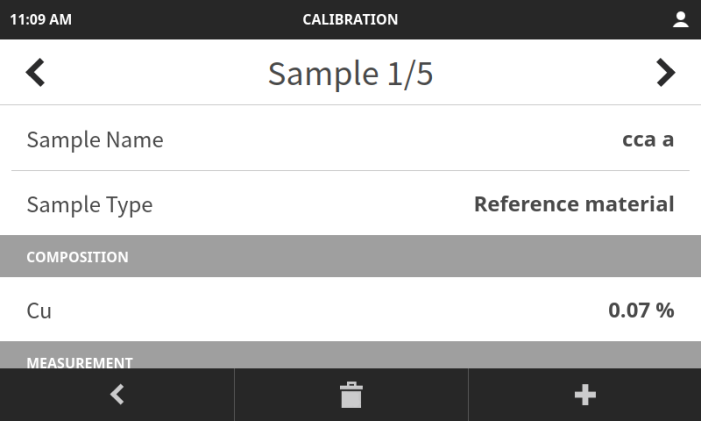 11:09 AM CALIBRATION
Sample 1/5
Sample Name cca a
Sample Type Reference material
COMPOSITION
Cu 0.07 %
MEASUREMENT